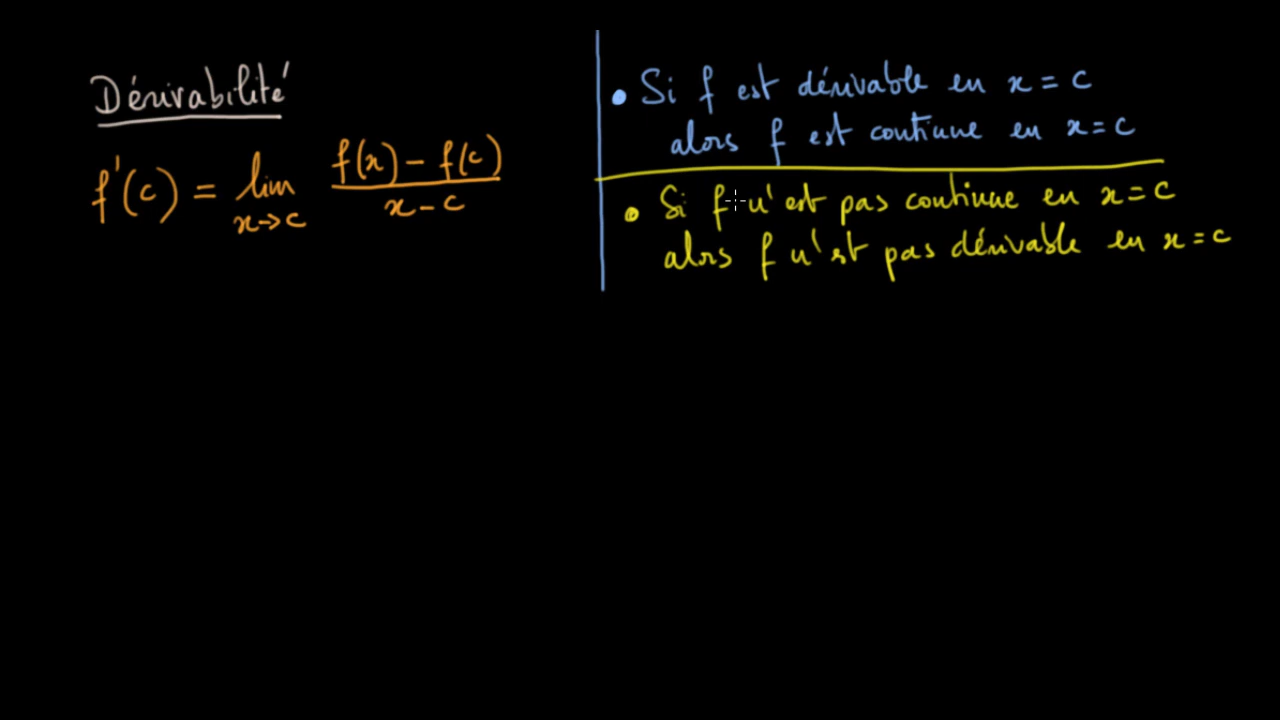 Dérivabilité
f'(c) = lim x→c f(x) - f(c) / x - c
• Si f est dérivable en x = c
alors f est continue en x = c
• Si f n'est pas continue en x = c
alors f n'est pas dérivable en x = c